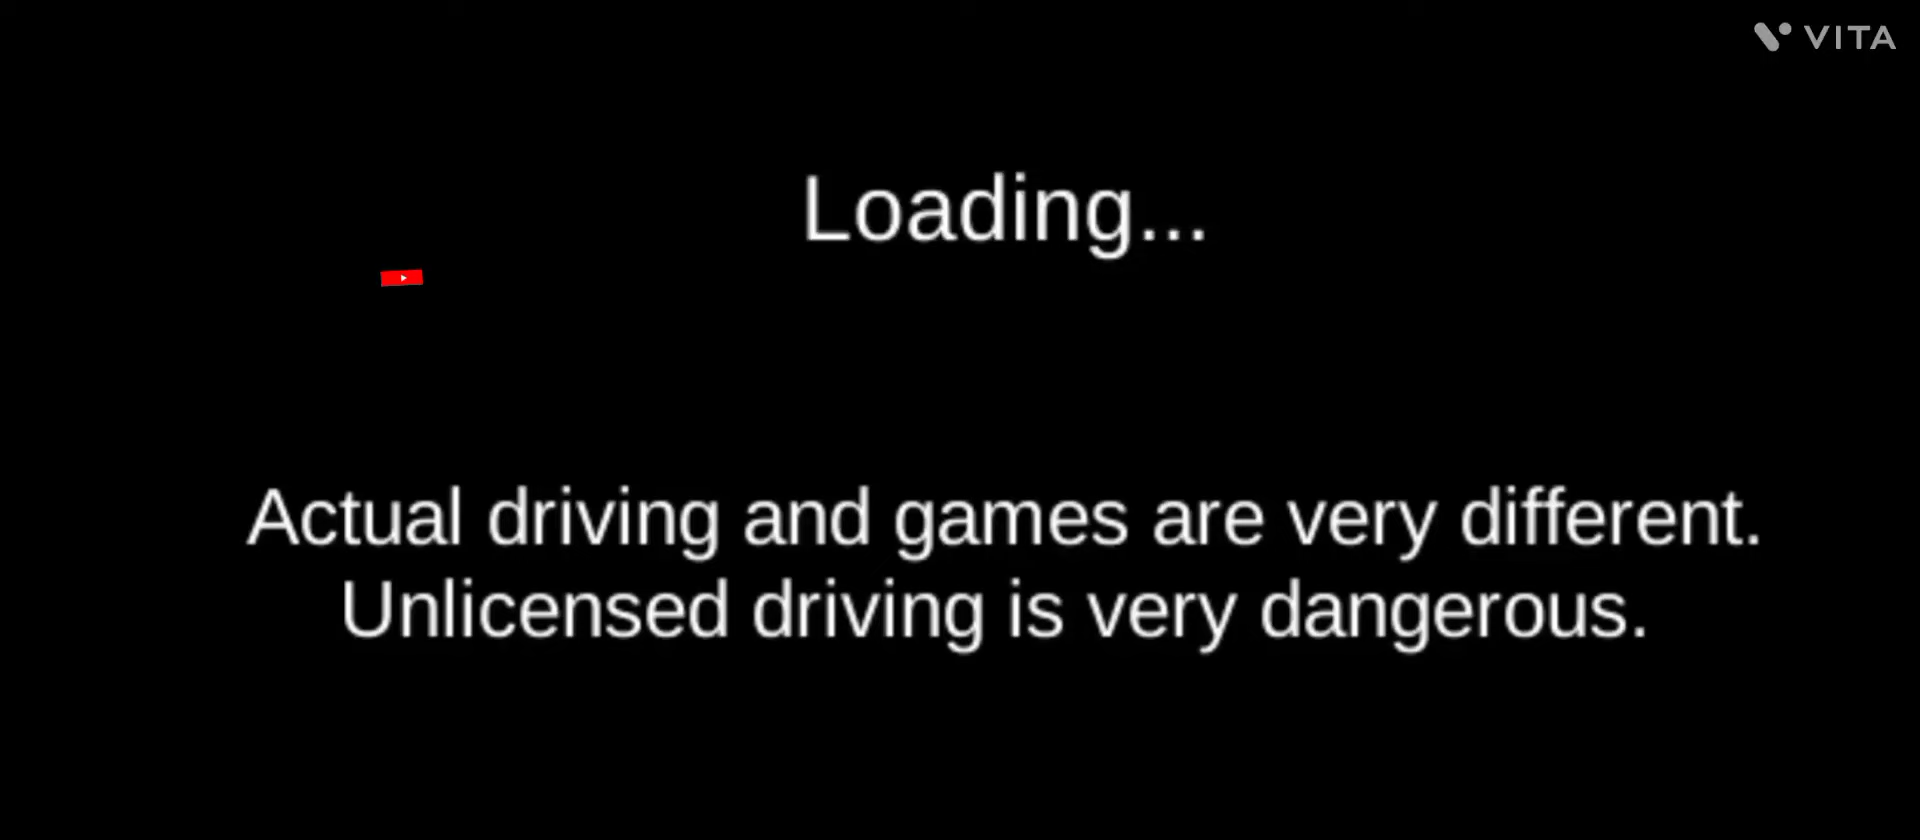 VITA
Loading...
Actual driving and games are very different.
Unlicensed driving is very dangerous.